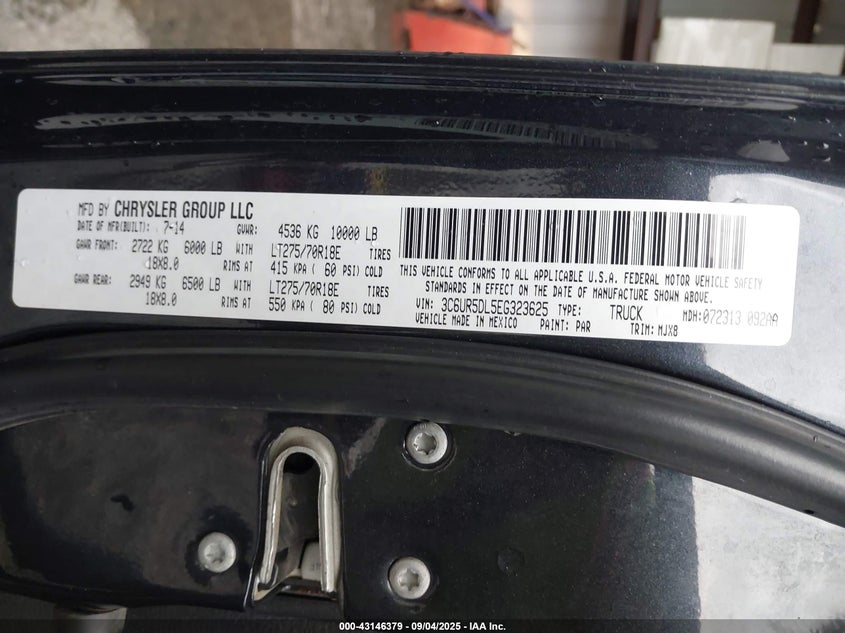 MFD BY CHRYSLER GROUP LLC
DATE OF MFR(BUILT): 7-14 GVWR: 4536 KG 10000 LB
GAWR FRONT: 2722 KG 6000 LB WITH LT275/70R18E TIRES
18X8.0 RIMS AT 415 KPA ( 60 PSI) COLD
GAWR REAR: 2949 KG 6500 LB WITH LT275/70R18E TIRES
18X8.0 RIMS AT 550 KPA ( 80 PSI) COLD
THIS VEHICLE CONFORMS TO ALL APPLICABLE U.S.A. FEDERAL MOTOR VEHICLE SAFETY
STANDARDS IN EFFECT ON THE DATE OF MANUFACTURE SHOWN ABOVE.
VIN: 3C6UR5DL5EG323625 TYPE: TRUCK MDH:072313 092AA
VEHICLE MADE IN MEXICO PAINT: PAR TRIM: MJX8
000-43146379 - 09/04/2025 - IAA Inc.